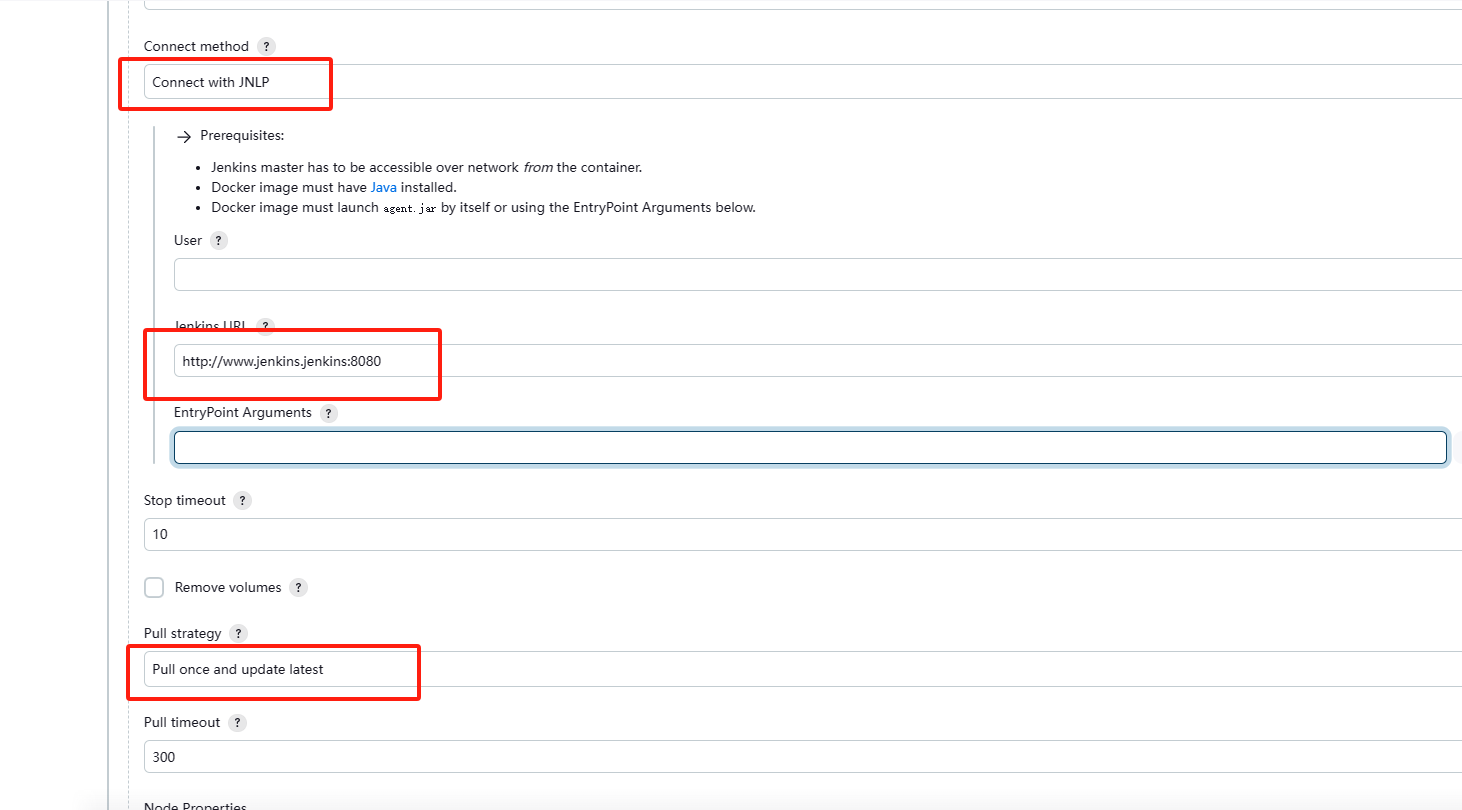 Connect method ?
Connect with JNLP
Prerequisites:
Jenkins master has to be accessible over network from the container.
Docker image must have Java installed.
Docker image must launch agent.jar by itself or using the EntryPoint Arguments below.
User ?
Jenkins URL ?
http://www.jenkins.jenkins:8080
EntryPoint Arguments ?
Stop timeout ?
10
Remove volumes ?
Pull strategy ?
Pull once and update latest
Pull timeout ?
300
Node Properties